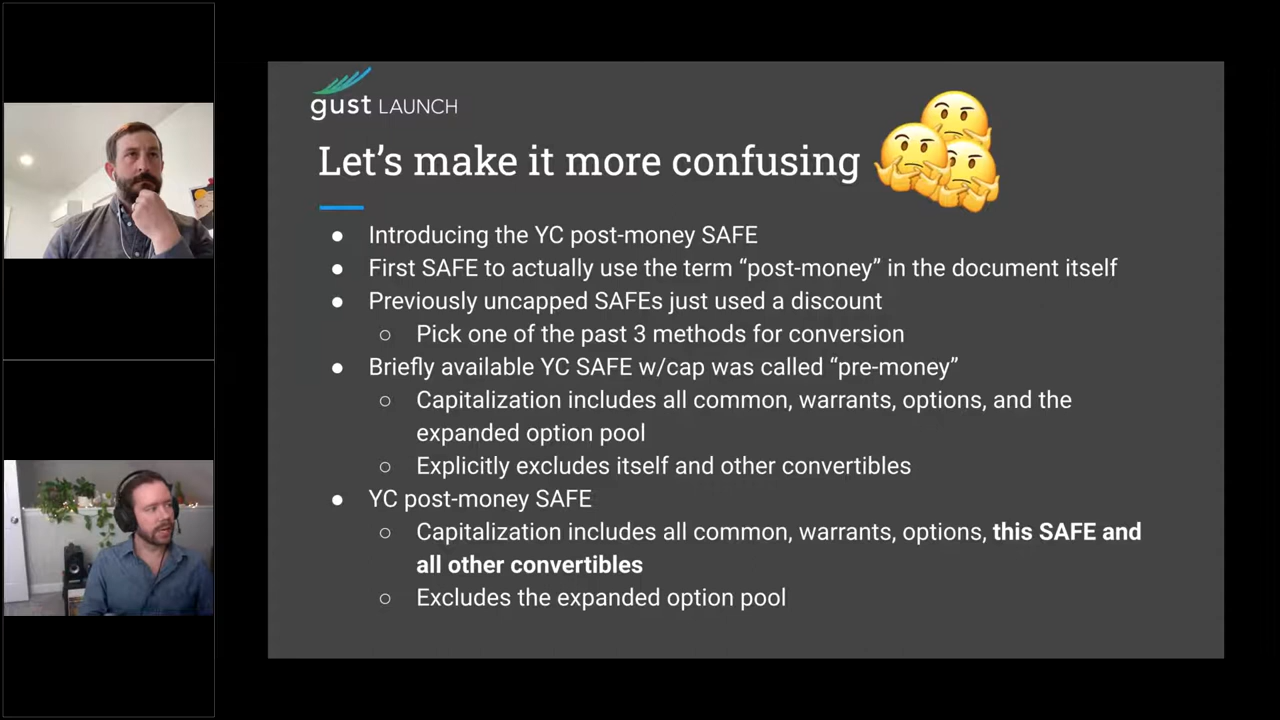 gust LAUNCH
Let’s make it more confusing
● Introducing the YC post-money SAFE
● First SAFE to actually use the term “post-money” in the document itself
● Previously uncapped SAFEs just used a discount
○ Pick one of the past 3 methods for conversion
● Briefly available YC SAFE w/cap was called “pre-money”
○ Capitalization includes all common, warrants, options, and the
expanded option pool
○ Explicitly excludes itself and other convertibles
● YC post-money SAFE
○ Capitalization includes all common, warrants, options, this SAFE and
all other convertibles
○ Excludes the expanded option pool